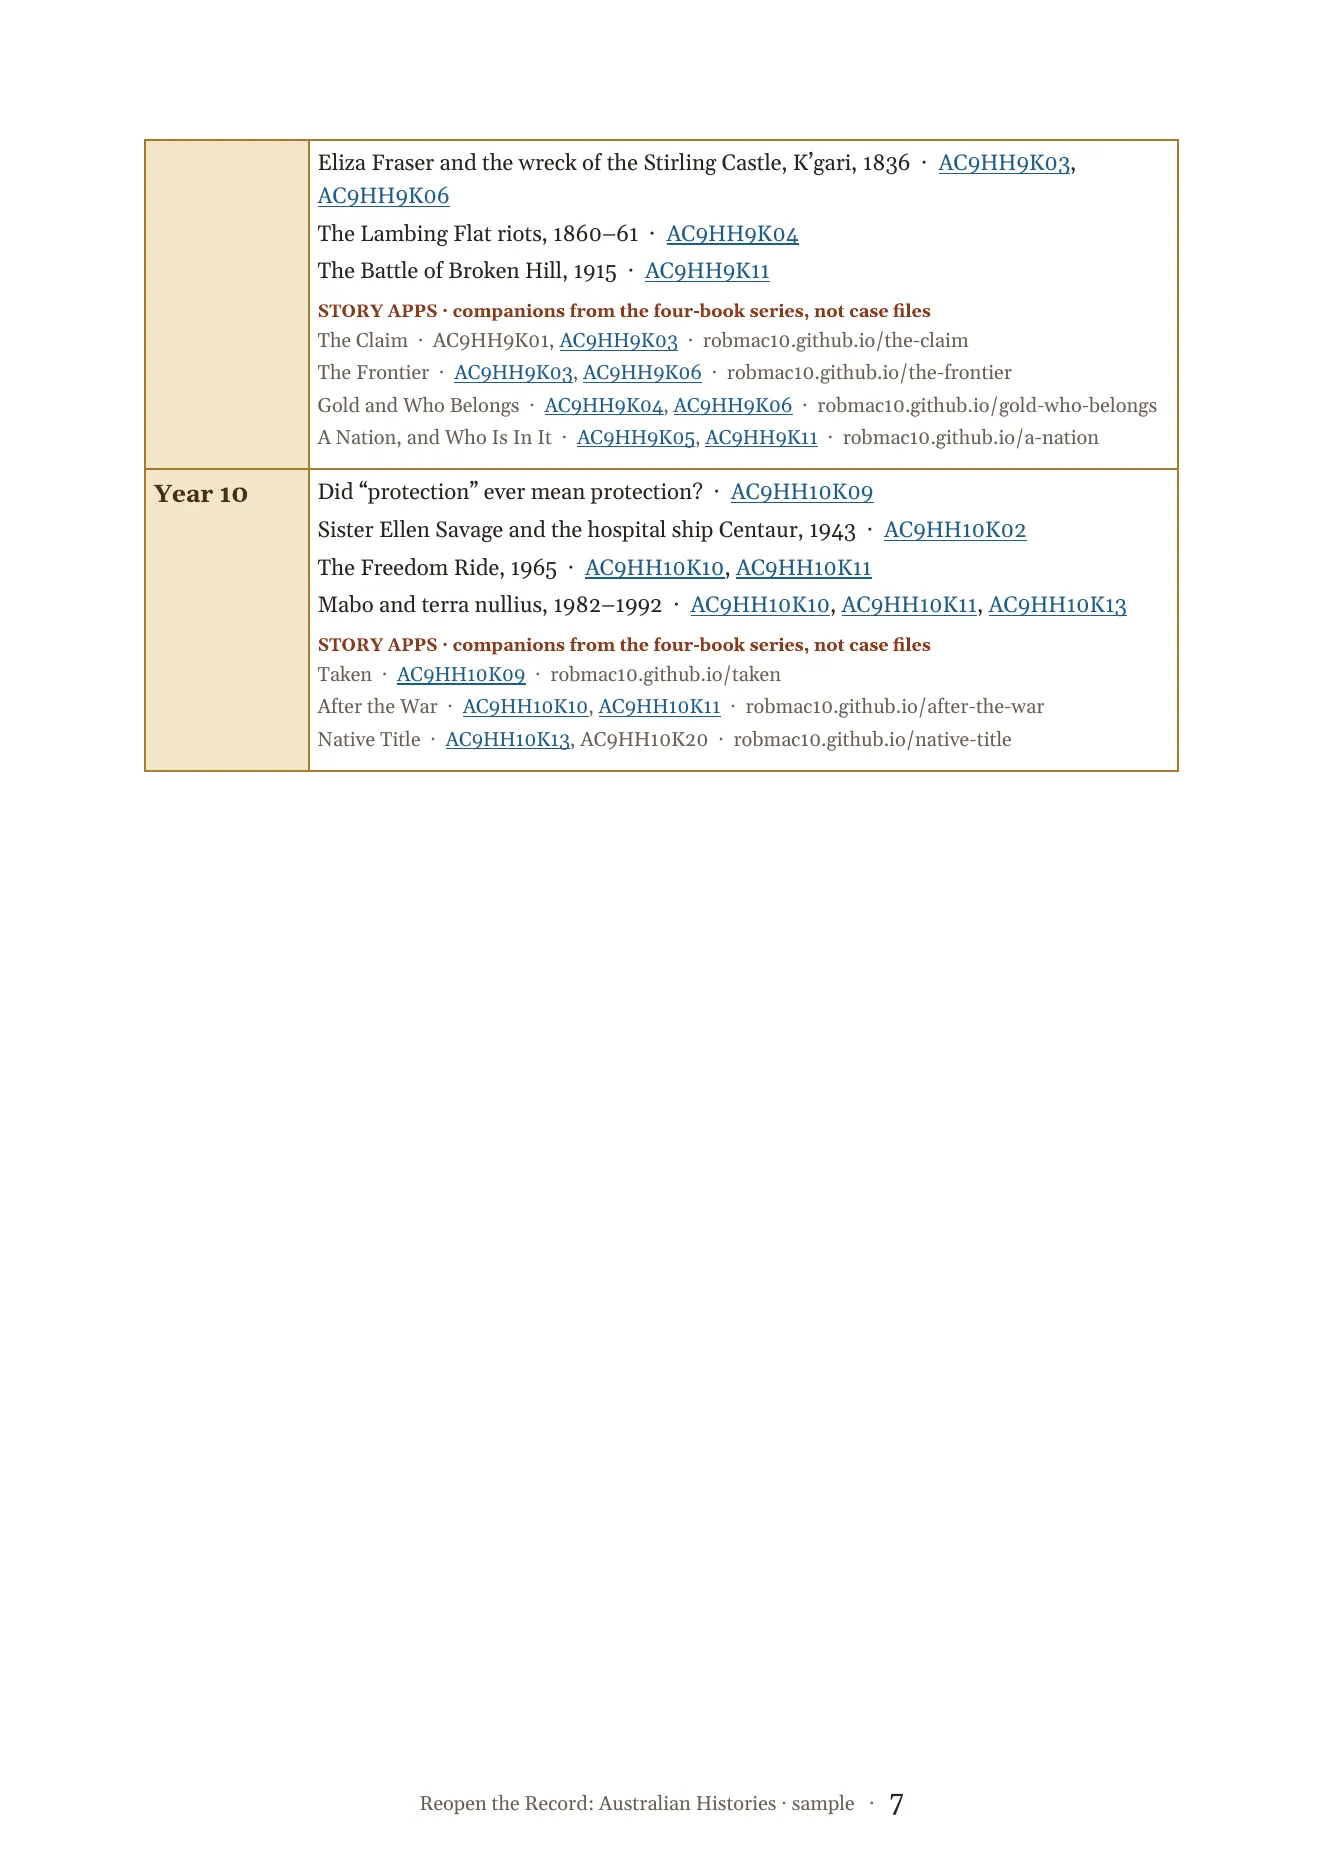 Eliza Fraser and the wreck of the Stirling Castle, K’gari, 1836 · AC9HH9K03,
AC9HH9K06
The Lambing Flat riots, 1860–61 · AC9HH9K04
The Battle of Broken Hill, 1915 · AC9HH9K11
STORY APPS · companions from the four-book series, not case files
The Claim · AC9HH9K01, AC9HH9K03 · robmac10.github.io/the-claim
The Frontier · AC9HH9K03, AC9HH9K06 · robmac10.github.io/the-frontier
Gold and Who Belongs · AC9HH9K04, AC9HH9K06 · robmac10.github.io/gold-who-belongs
A Nation, and Who Is In It · AC9HH9K05, AC9HH9K11 · robmac10.github.io/a-nation
Year 10
Did “protection” ever mean protection? · AC9HH10K09
Sister Ellen Savage and the hospital ship Centaur, 1943 · AC9HH10K02
The Freedom Ride, 1965 · AC9HH10K10, AC9HH10K11
Mabo and terra nullius, 1982–1992 · AC9HH10K10, AC9HH10K11, AC9HH10K13
STORY APPS · companions from the four-book series, not case files
Taken · AC9HH10K09 · robmac10.github.io/taken
After the War · AC9HH10K10, AC9HH10K11 · robmac10.github.io/after-the-war
Native Title · AC9HH10K13, AC9HH10K20 · robmac10.github.io/native-title
Reopen the Record: Australian Histories · sample · 7